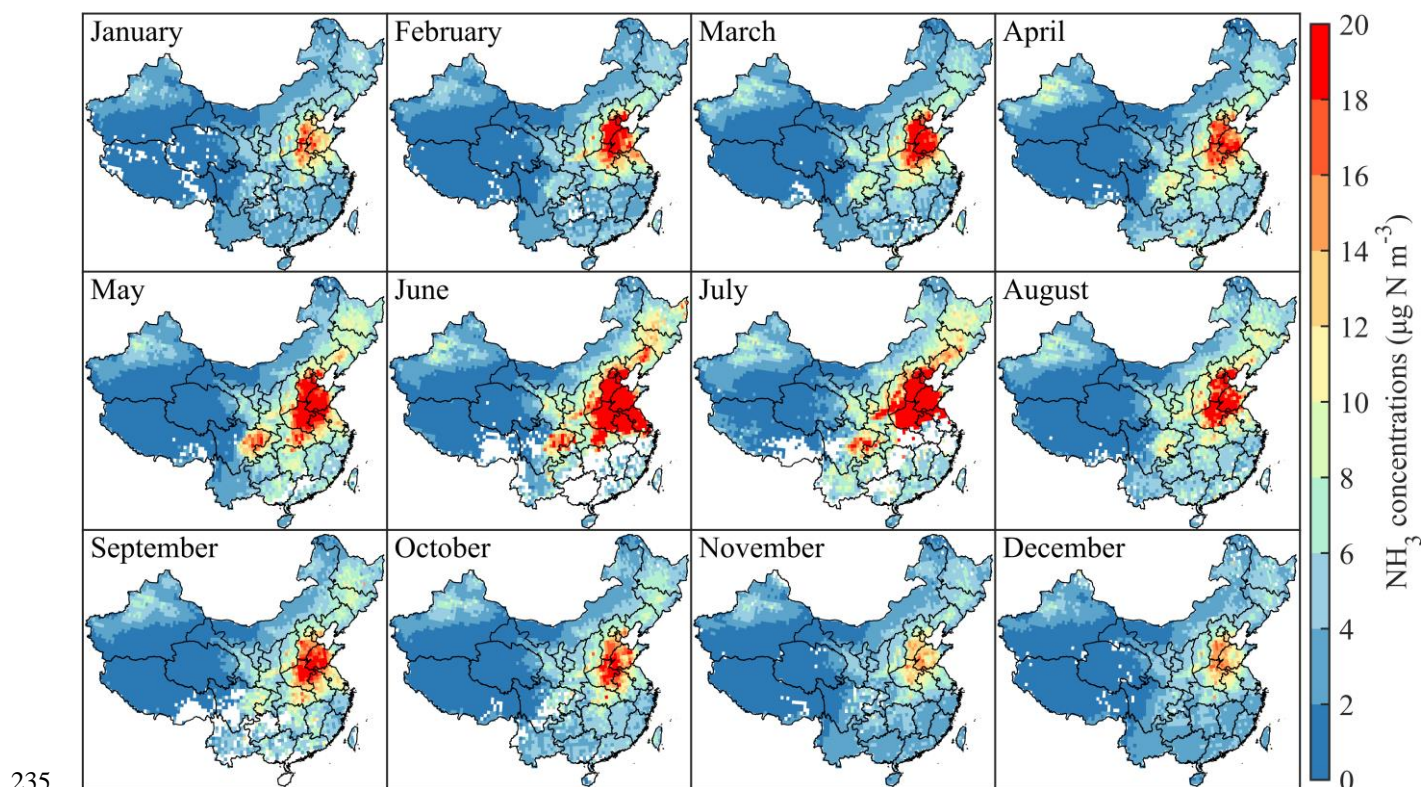 January
February
March
April
May
June
July
August
September
October
November
December
20
18
16
14
12
10
8
6
4
2
0
NH3 concentrations (μg N m-3)
235